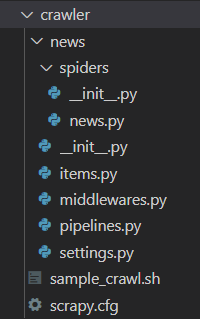 crawler
news
spiders
__init__.py
news.py
__init__.py
items.py
middlewares.py
pipelines.py
settings.py
sample_crawl.sh
scrapy.cfg